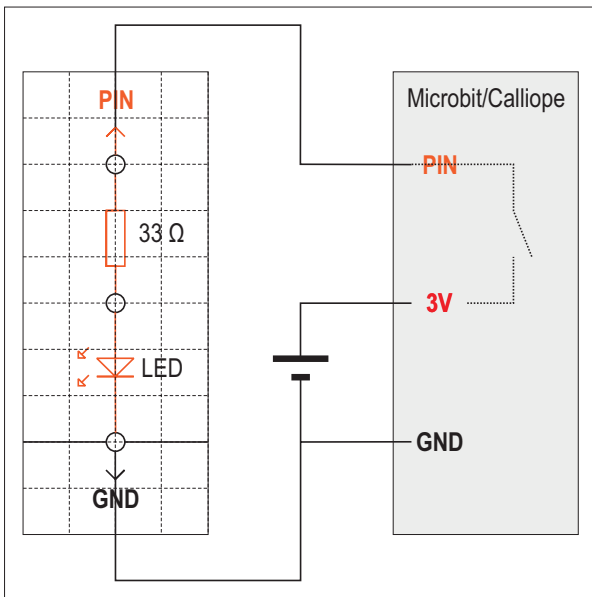 PIN
33 Ω
LED
GND
Microbit/Calliope
PIN
3V
GND